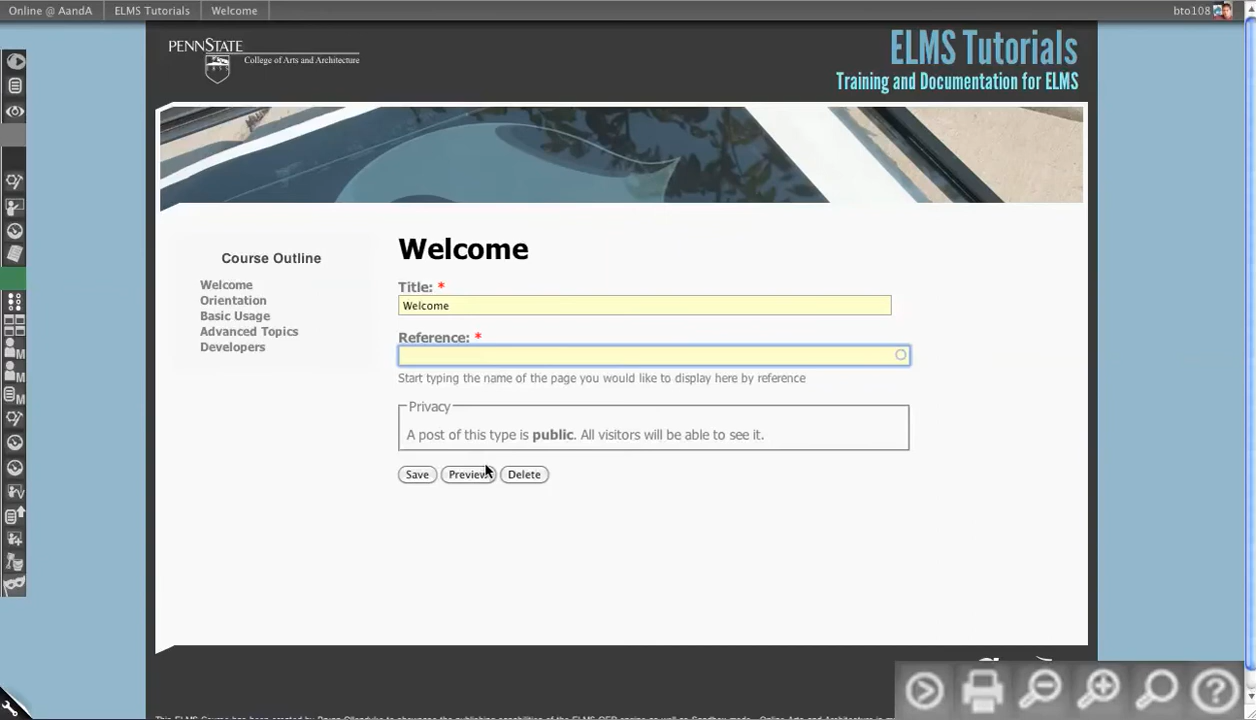 Online @ AandA ELMS Tutorials Welcome bto108
PENNSTATE
College of Arts and Architecture
ELMS Tutorials
Training and Documentation for ELMS
Course Outline
Welcome
Orientation
Basic Usage
Advanced Topics
Developers
Welcome
Title: *
Welcome
Reference: *
Start typing the name of the page you would like to display here by reference
Privacy
A post of this type is public. All visitors will be able to see it.
Save Preview Delete